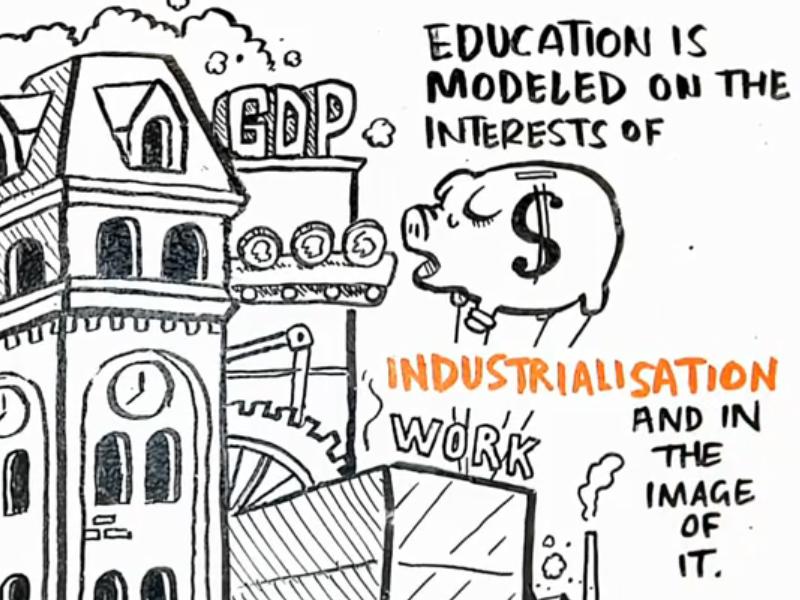 EDUCATION IS
MODELED ON THE
INTERESTS OF
GDP
$
INDUSTRIALISATION
WORK
AND IN
THE
IMAGE
OF
IT.